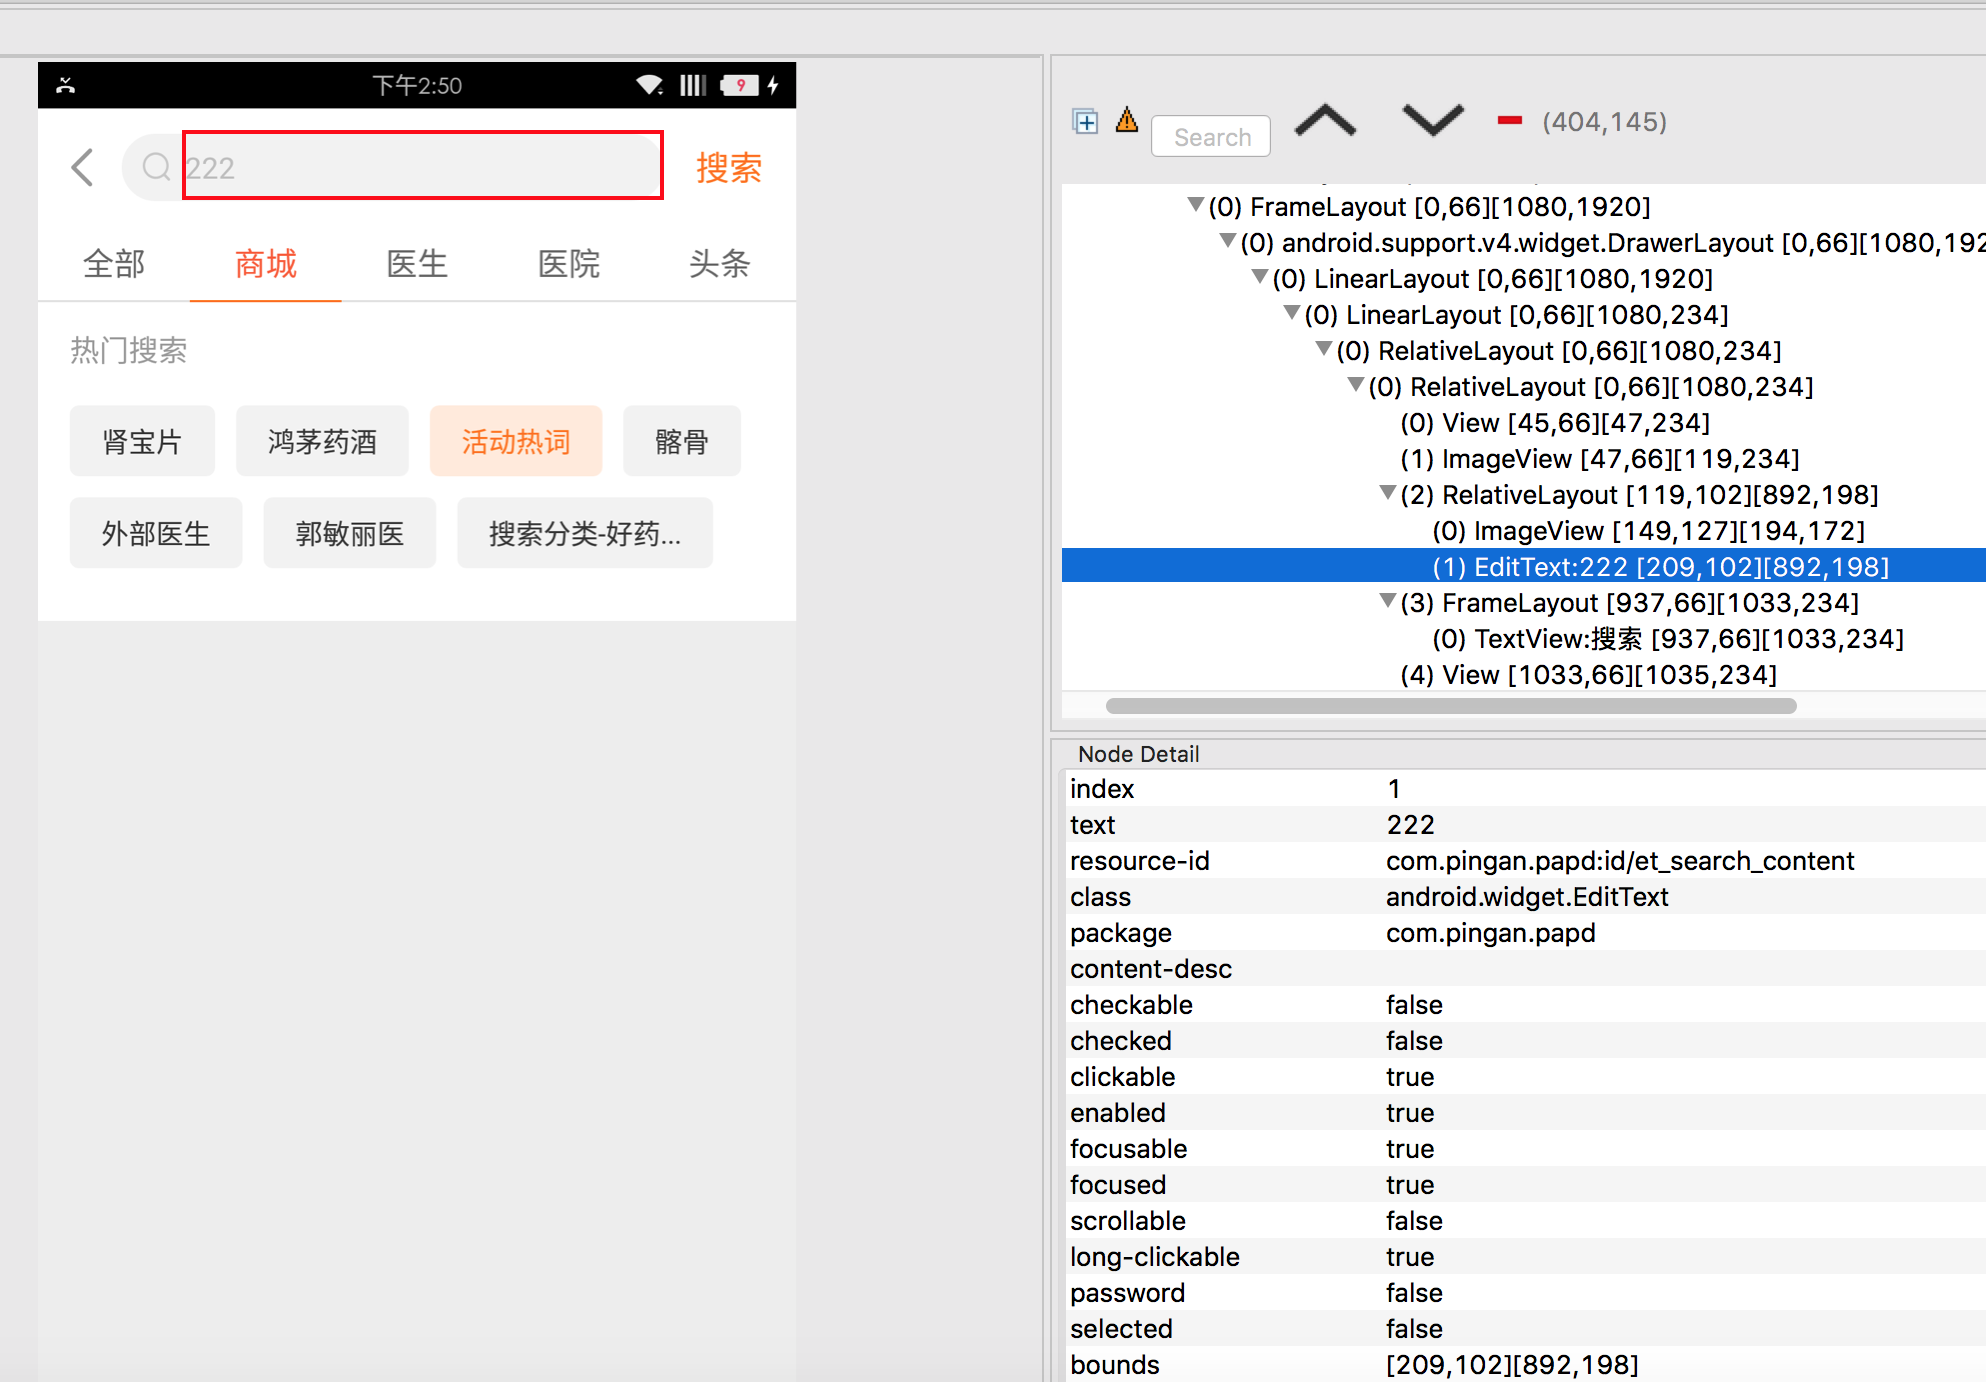 下午2:50
9
222
搜索
全部 商城 医生 医院 头条
热门搜索
肾宝片 鸿茅药酒 活动热词 髂骨
外部医生 郭敏丽医 搜索分类-好药...
Search
(404,145)
(0) FrameLayout [0,66][1080,1920]
(0) android.support.v4.widget.DrawerLayout [0,66][1080,192
(0) LinearLayout [0,66][1080,1920]
(0) LinearLayout [0,66][1080,234]
(0) RelativeLayout [0,66][1080,234]
(0) RelativeLayout [0,66][1080,234]
(0) View [45,66][47,234]
(1) ImageView [47,66][119,234]
(2) RelativeLayout [119,102][892,198]
(0) ImageView [149,127][194,172]
(1) EditText:222 [209,102][892,198]
(3) FrameLayout [937,66][1033,234]
(0) TextView:搜索 [937,66][1033,234]
(4) View [1033,66][1035,234]
Node Detail
index 1
text 222
resource-id com.pingan.papd:id/et_search_content
class android.widget.EditText
package com.pingan.papd
content-desc
checkable false
checked false
clickable true
enabled true
focusable true
focused true
scrollable false
long-clickable true
password false
selected false
bounds [209,102][892,198]